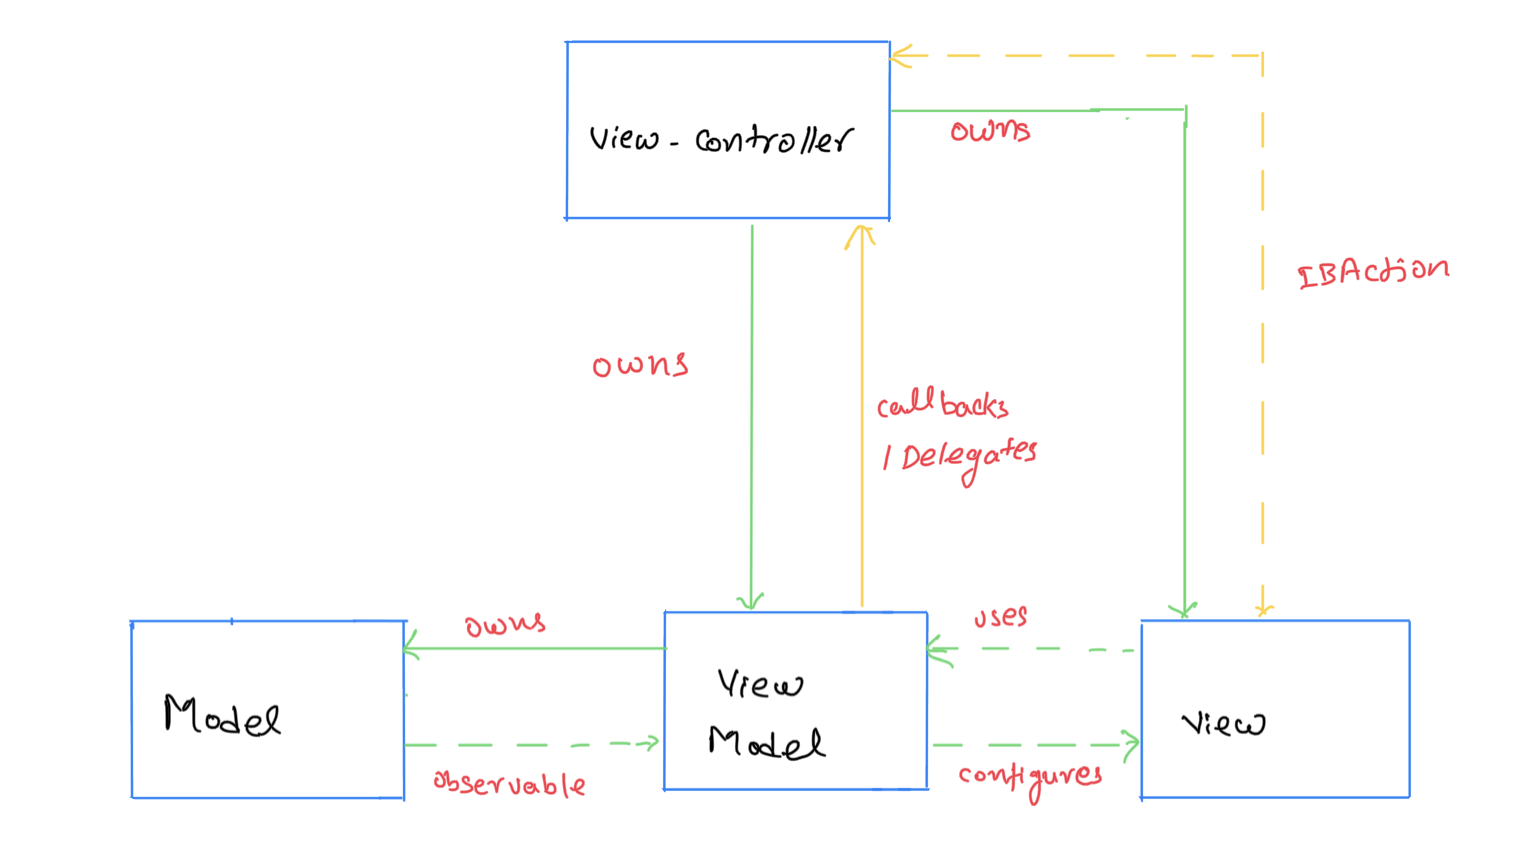 View - Controller
owns
IBAction
owns
callbacks
/ Delegates
owns
uses
Model
View
Model
View
observable
configures